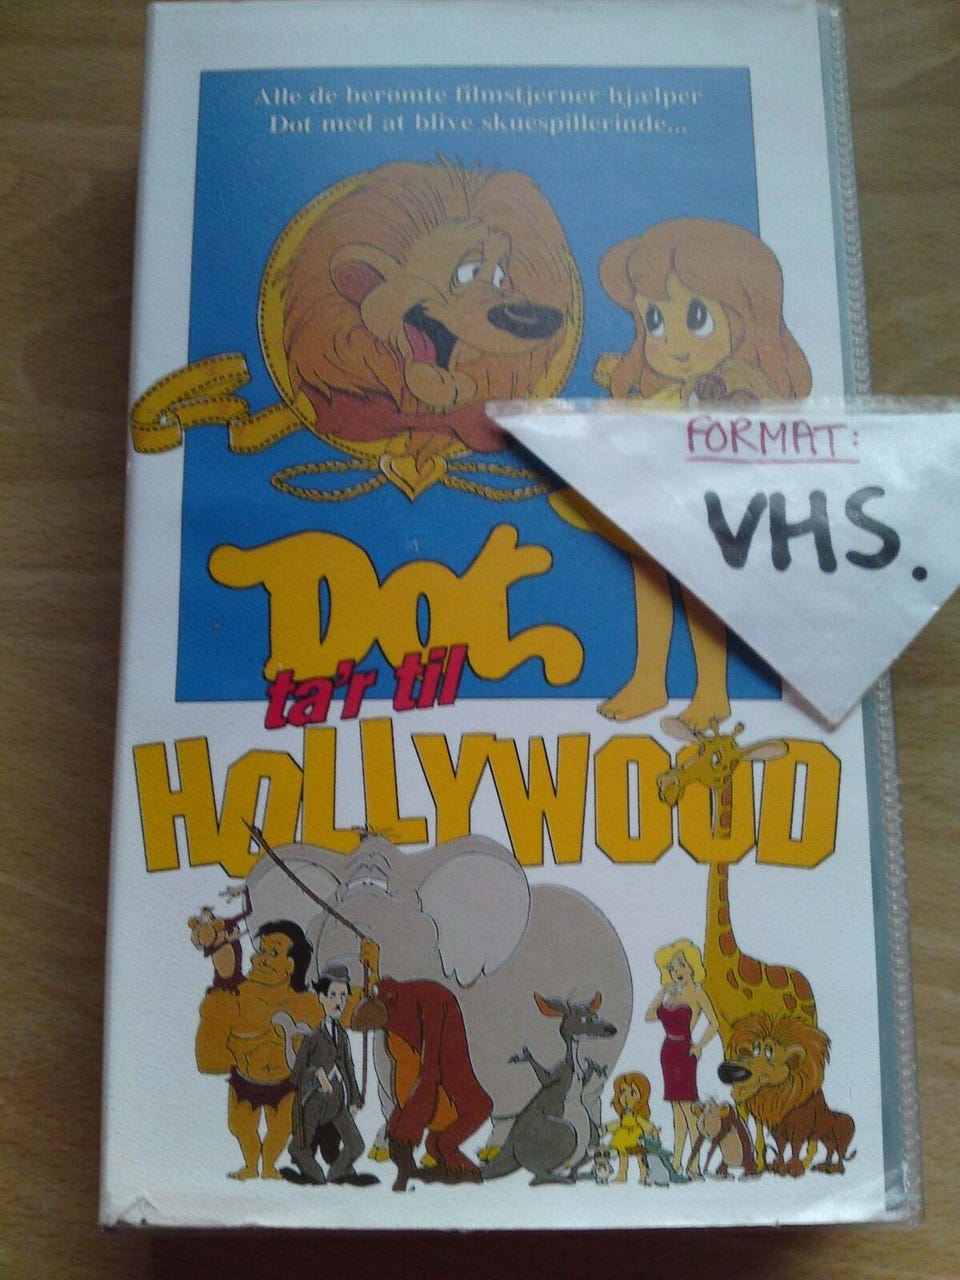 Alle de berømte filmstjerner hjælper
Dot med at blive skuespillerinde...
FORMAT:
VHS.
Dot
ta'r til
HOLLYWOOD